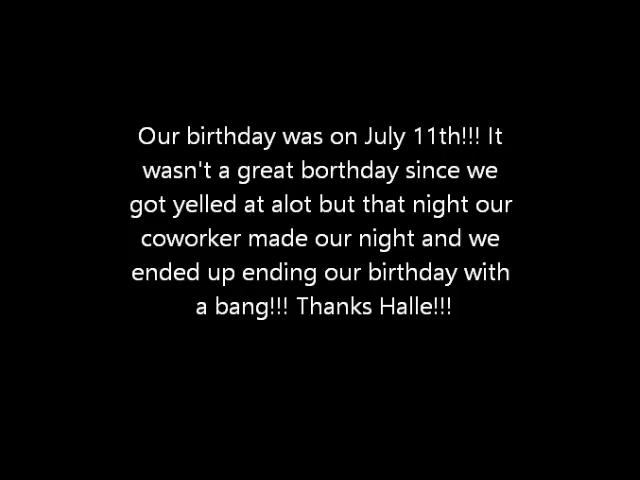 Our birthday was on July 11th!!! It
wasn't a great borthday since we
got yelled at alot but that night our
coworker made our night and we
ended up ending our birthday with
a bang!!! Thanks Halle!!!